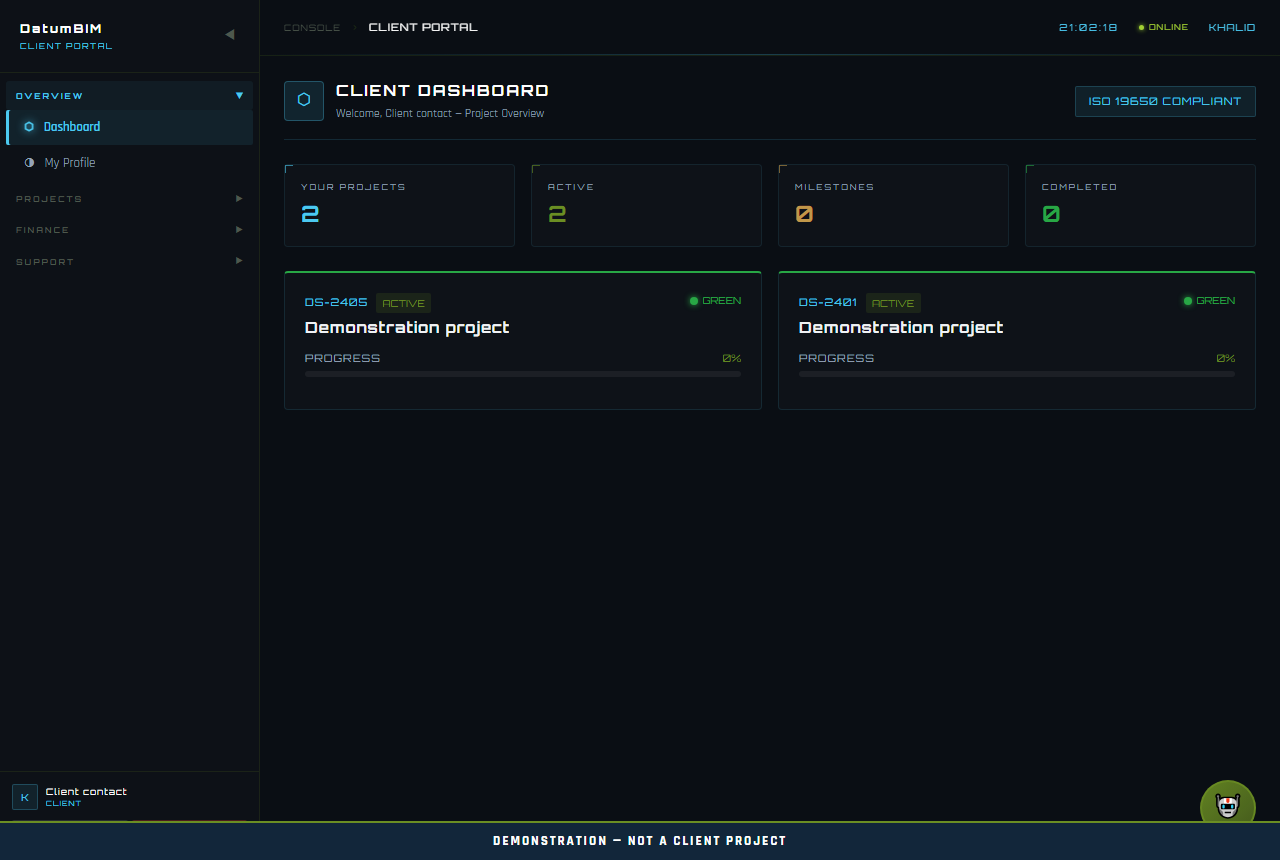 DatumBIM
CLIENT PORTAL
CONSOLE
CLIENT PORTAL
21:02:18
ONLINE
KHALID
OVERVIEW
Dashboard
My Profile
PROJECTS
FINANCE
SUPPORT
CLIENT DASHBOARD
Welcome, Client contact — Project Overview
ISO 19650 COMPLIANT
YOUR PROJECTS
2
ACTIVE
2
MILESTONES
0
COMPLETED
0
DS-2405 ACTIVE
GREEN
Demonstration project
PROGRESS
0%
DS-2401 ACTIVE
GREEN
Demonstration project
PROGRESS
0%
K
Client contact
CLIENT
DEMONSTRATION — NOT A CLIENT PROJECT